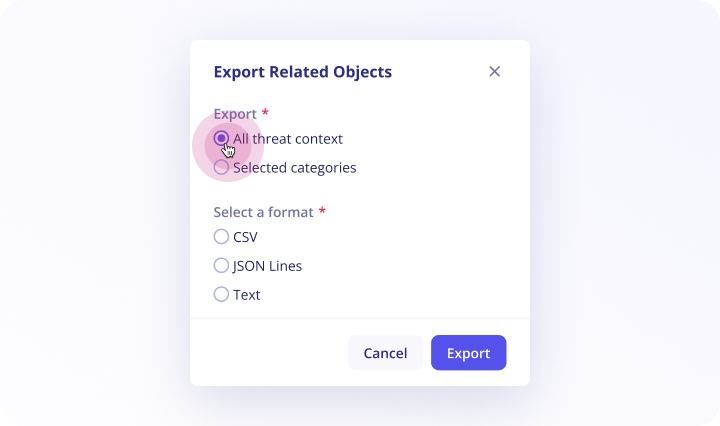 Export Related Objects
Export *
All threat context
Selected categories
Select a format *
CSV
JSON Lines
Text
Cancel
Export